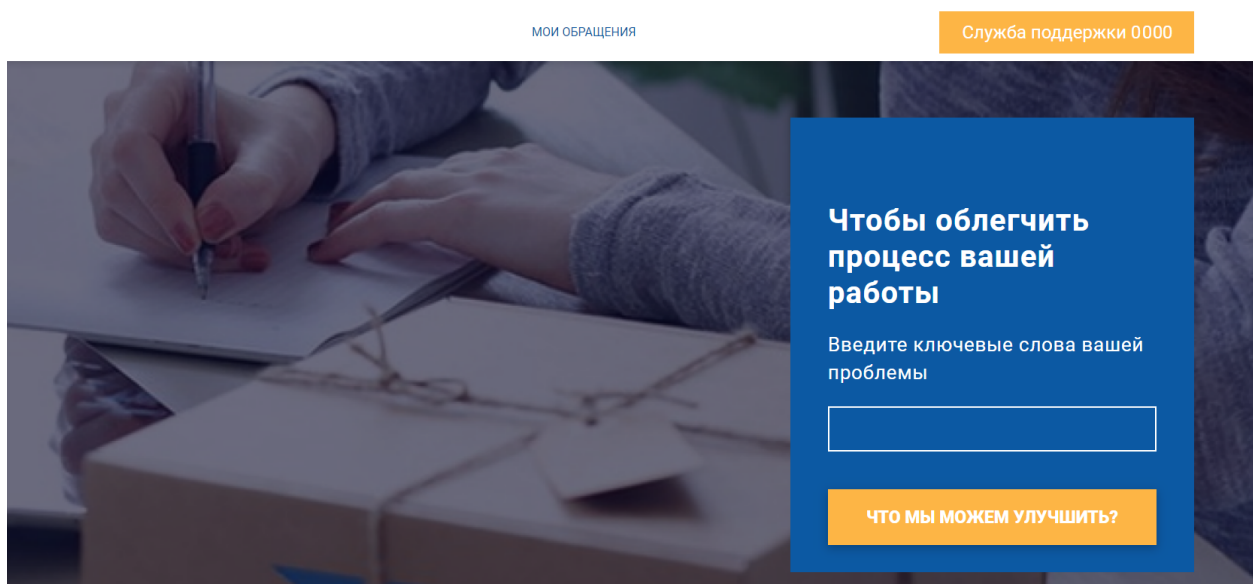 МОИ ОБРАЩЕНИЯ
Служба поддержки 0000
Чтобы облегчить
процесс вашей
работы
Введите ключевые слова вашей
проблемы
ЧТО МЫ МОЖЕМ УЛУЧШИТЬ?